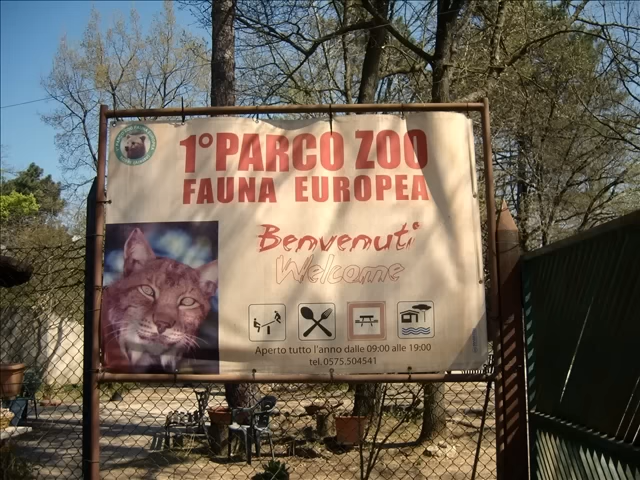 1° PARCO ZOO
FAUNA EUROPEA
Benvenuti
Welcome
Aperto tutto l'anno dalle 09:00 alle 19:00
tel. 0575.504541